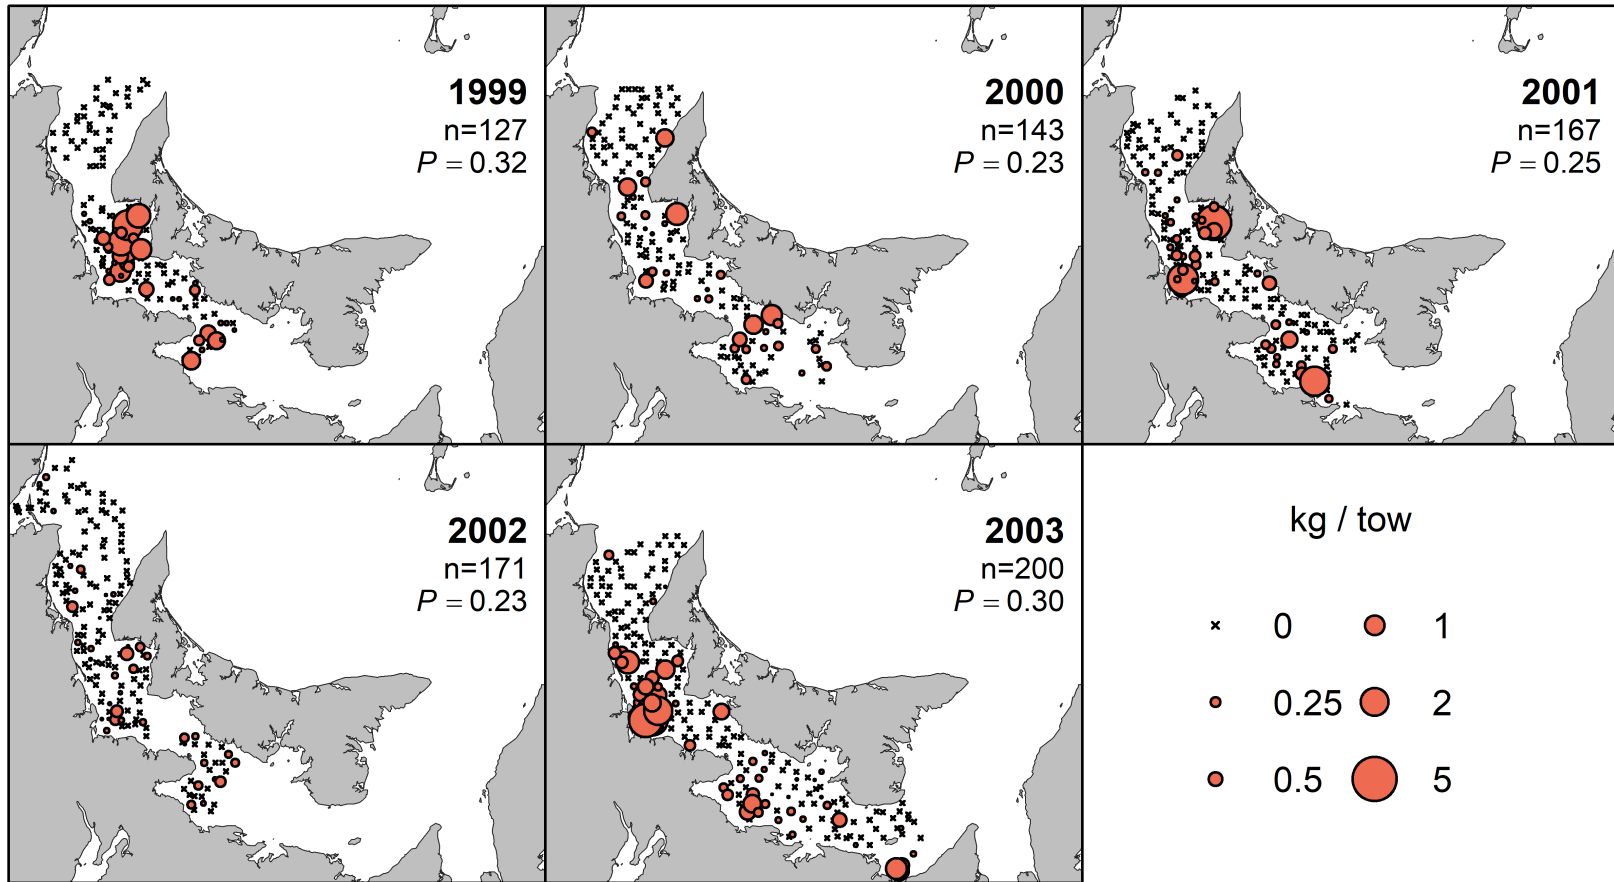 1999
n=127
P = 0.32
2000
n=143
P = 0.23
2001
n=167
P = 0.25
2002
n=171
P = 0.23
2003
n=200
P = 0.30
kg / tow
0 1
0.25 2
0.5 5